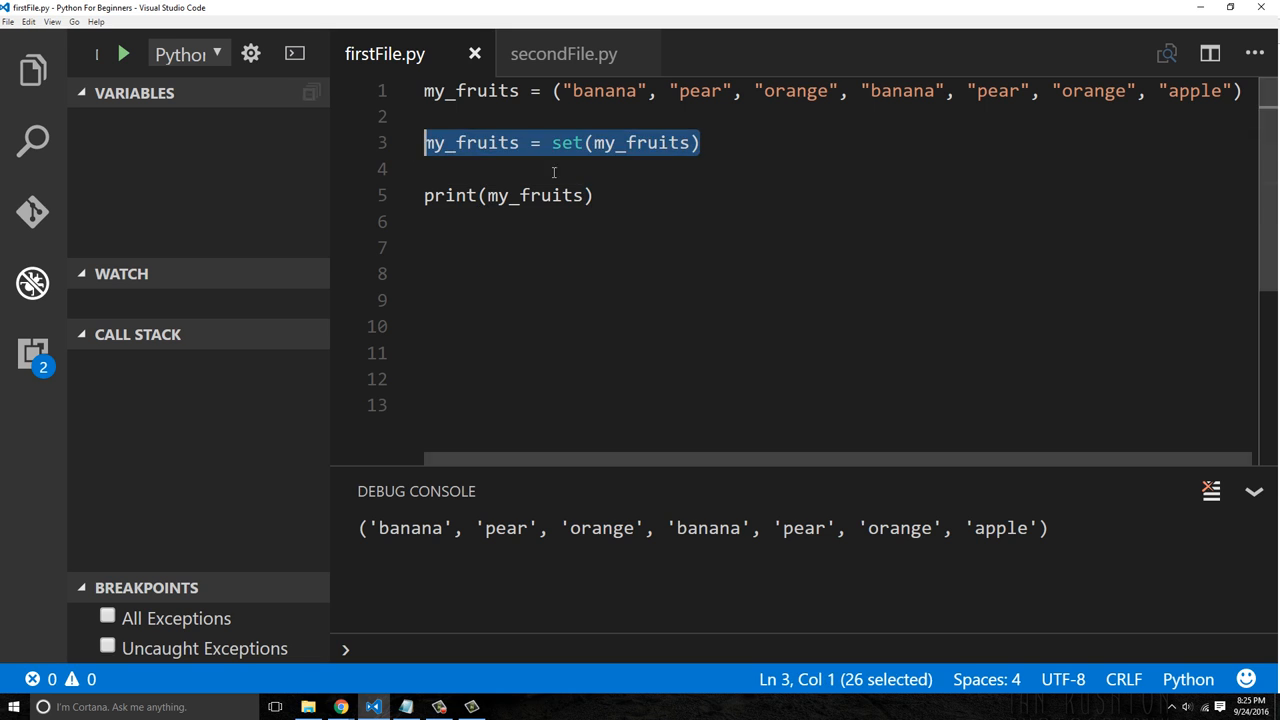 firstFile.py - Python For Beginners - Visual Studio Code
File Edit View Go Help
Python
firstFile.py
secondFile.py
VARIABLES
WATCH
CALL STACK
BREAKPOINTS
All Exceptions
Uncaught Exceptions
2
1 my_fruits = ("banana", "pear", "orange", "banana", "pear", "orange", "apple")
2
3 my_fruits = set(my_fruits)
4
5 print(my_fruits)
6
7
8
9
10
11
12
13
DEBUG CONSOLE
('banana', 'pear', 'orange', 'banana', 'pear', 'orange', 'apple')
0 0 Ln 3, Col 1 (26 selected) Spaces: 4 UTF-8 CRLF Python
I'm Cortana. Ask me anything.
8:25 PM
9/24/2016